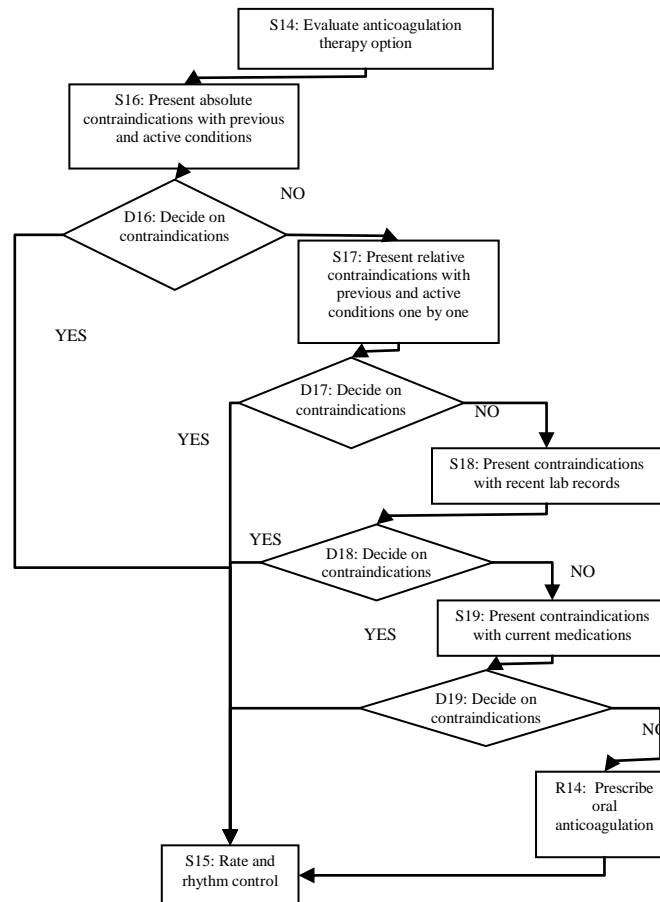 S14: Evaluate anticoagulation
therapy option
S16: Present absolute
contraindications with previous
and active conditions
NO
D16: Decide on
contraindications
S17: Present relative
contraindications with
previous and active
conditions one by one
YES
D17: Decide on
contraindications
NO
YES
S18: Present contraindications
with recent lab records
YES
D18: Decide on
contraindications
NO
S19: Present contraindications
with current medications
YES
D19: Decide on
contraindications
NO
R14:  Prescribe
oral
anticoagulation
S15: Rate and
rhythm control